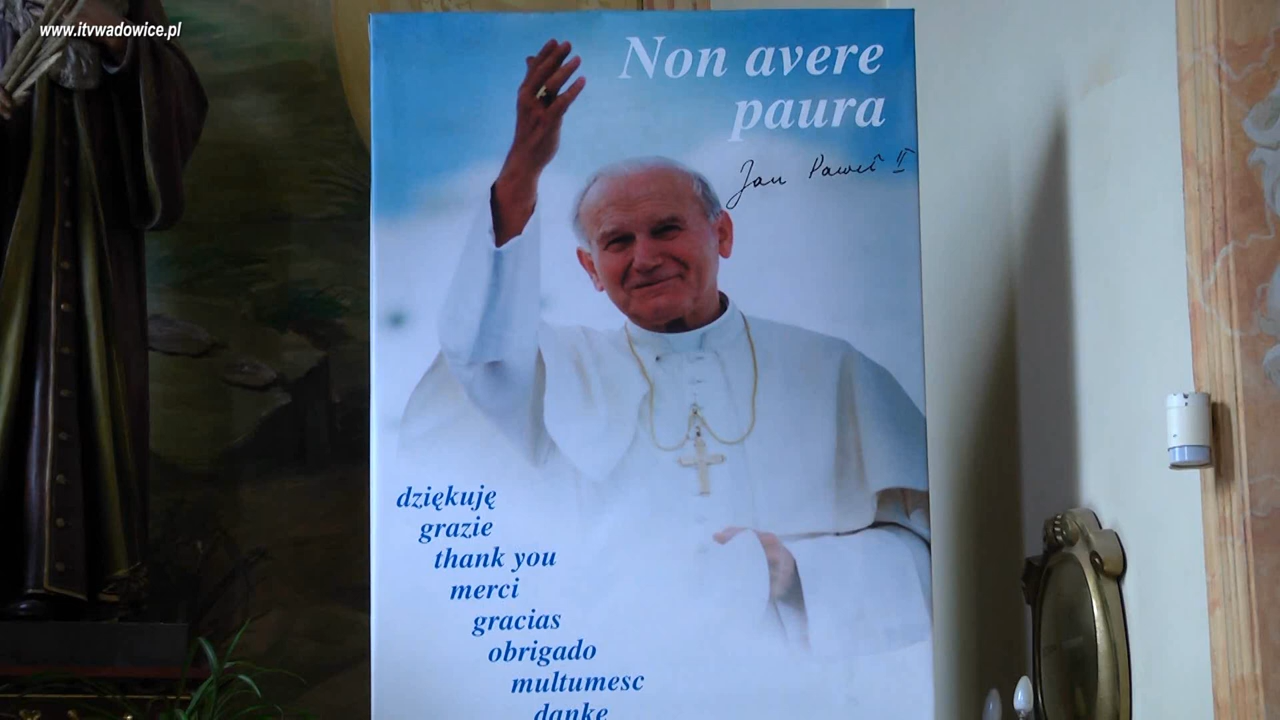 www.itvwadowice.pl
Non avere
paura
Jan Paweł II
dziękuję
grazie
thank you
merci
gracias
obrigado
multumesc
danke